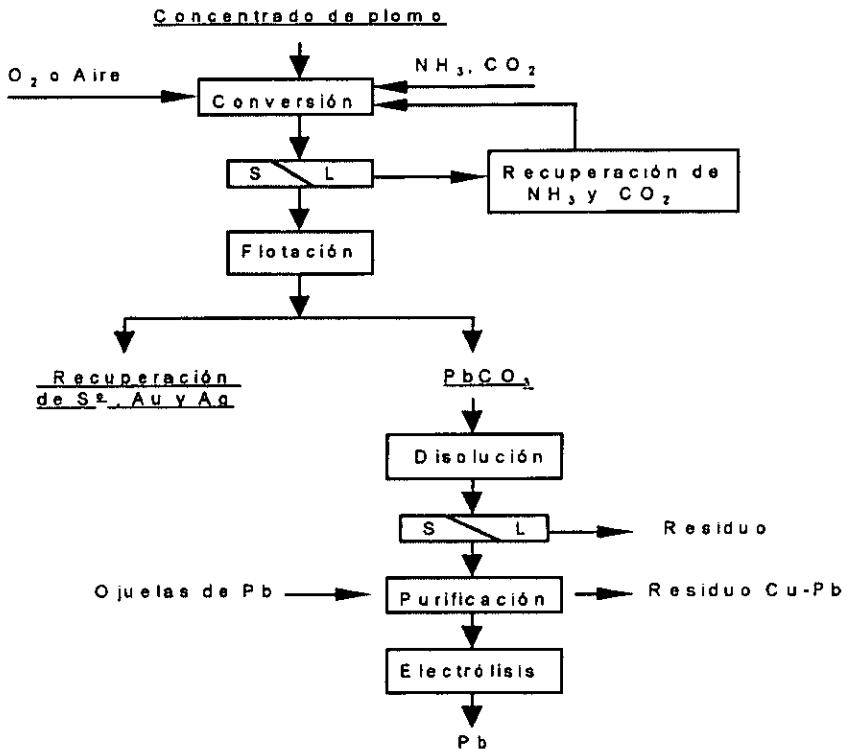 Concentrado de plomo
O₂ o Aire
NH₃, CO₂
Conversión
S L
Recuperación de
NH₃ y CO₂
Flotación
Recuperación
de Sº, Au y Ag
PbCO₃
Disolución
S L
Residuo
Ojuelas de Pb
Purificación
Residuo Cu-Pb
Electrólisis
Pb